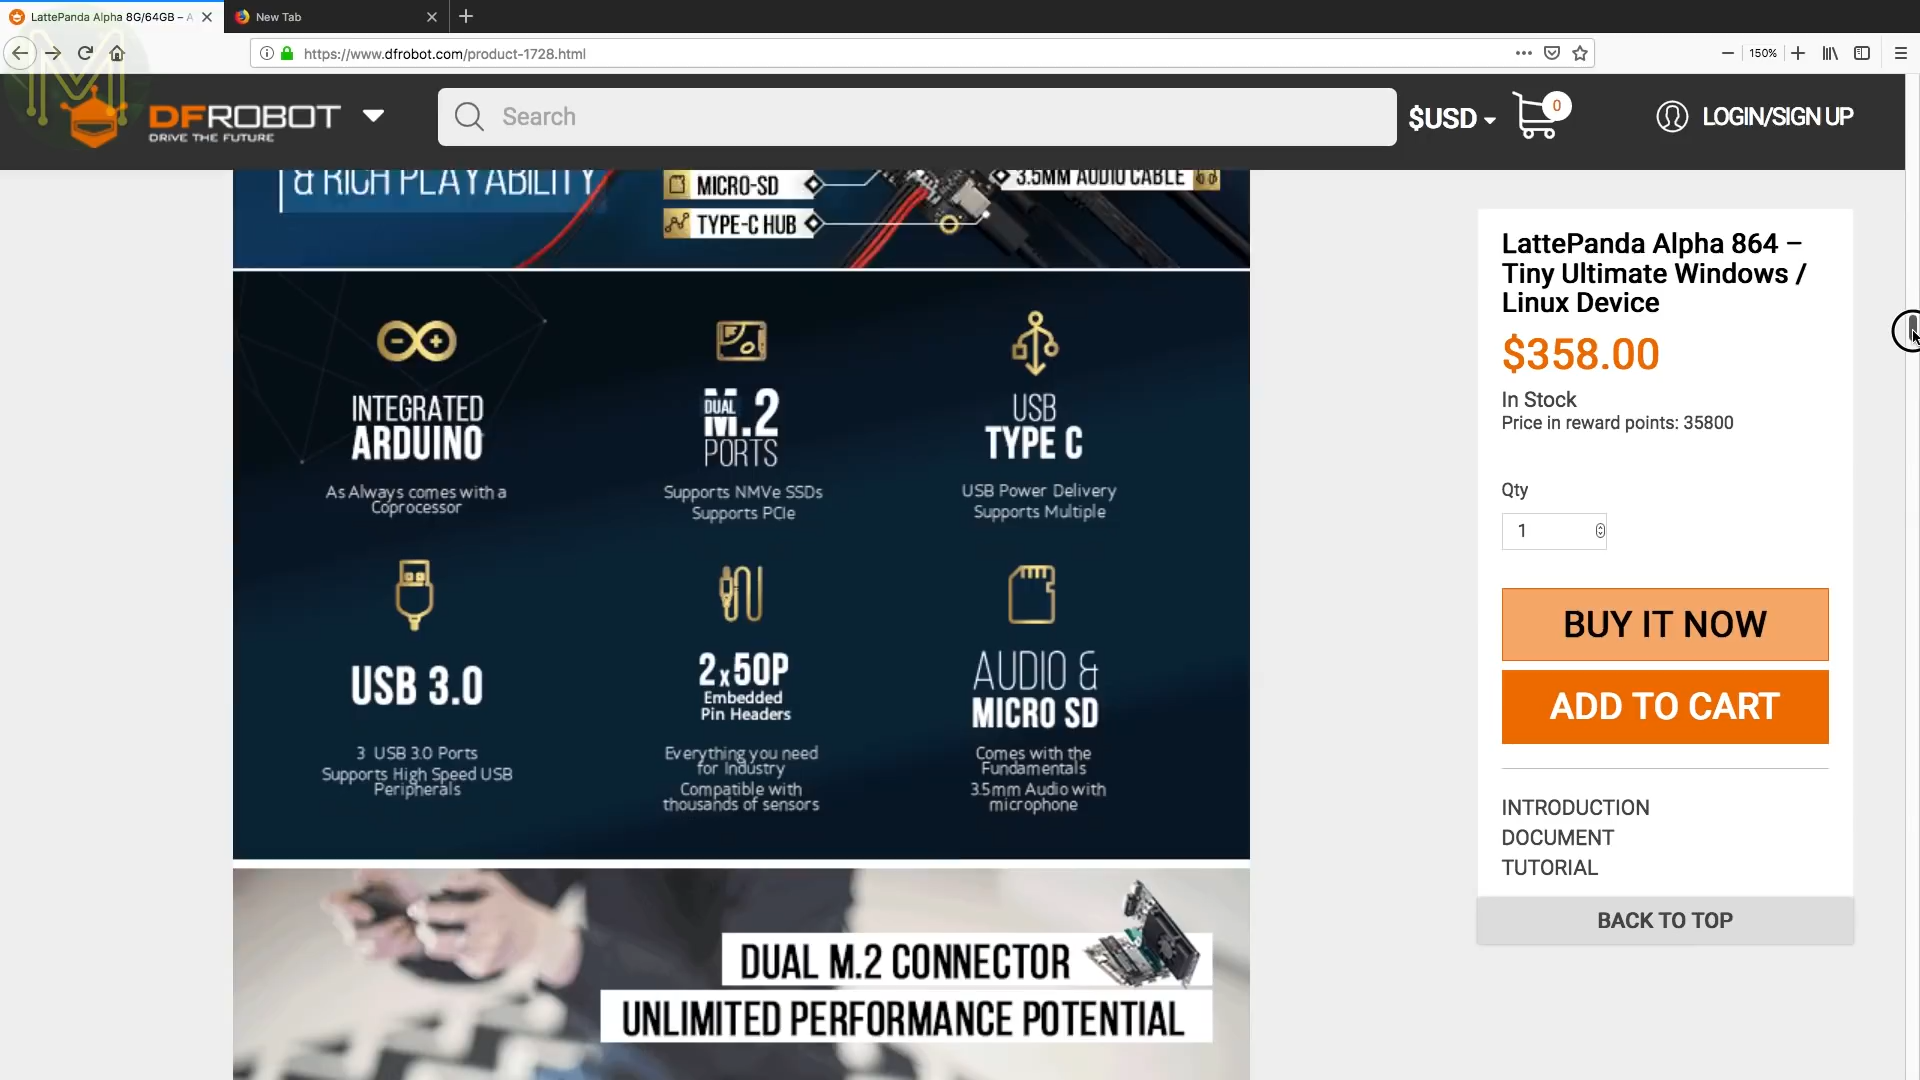 LattePanda Alpha 8G/64GB – A
New Tab
https://www.dfrobot.com/product-1728.html
150%
M
DFROBOT
DRIVE THE FUTURE
Search
$USD
0
LOGIN/SIGN UP
& RICH PLAYABILITY
MICRO-SD
3.5MM AUDIO CABLE
TYPE-C HUB
INTEGRATED
ARDUINO
As Always comes with a
Coprocessor
DUAL
M.2
PORTS
Supports NMVe SSDs
Supports PCIe
USB
TYPE C
USB Power Delivery
Supports Multiple
USB 3.0
3 USB 3.0 Ports
Supports High Speed USB
Peripherals
2x50P
Embedded
Pin Headers
Everything you need
for Industry
Compatible with
thousands of sensors
AUDIO &
MICRO SD
Comes with the
Fundamentals
3.5mm Audio with
microphone
DUAL M.2 CONNECTOR
UNLIMITED PERFORMANCE POTENTIAL
LattePanda Alpha 864 –
Tiny Ultimate Windows /
Linux Device
$358.00
In Stock
Price in reward points: 35800
Qty
1
BUY IT NOW
ADD TO CART
INTRODUCTION
DOCUMENT
TUTORIAL
BACK TO TOP